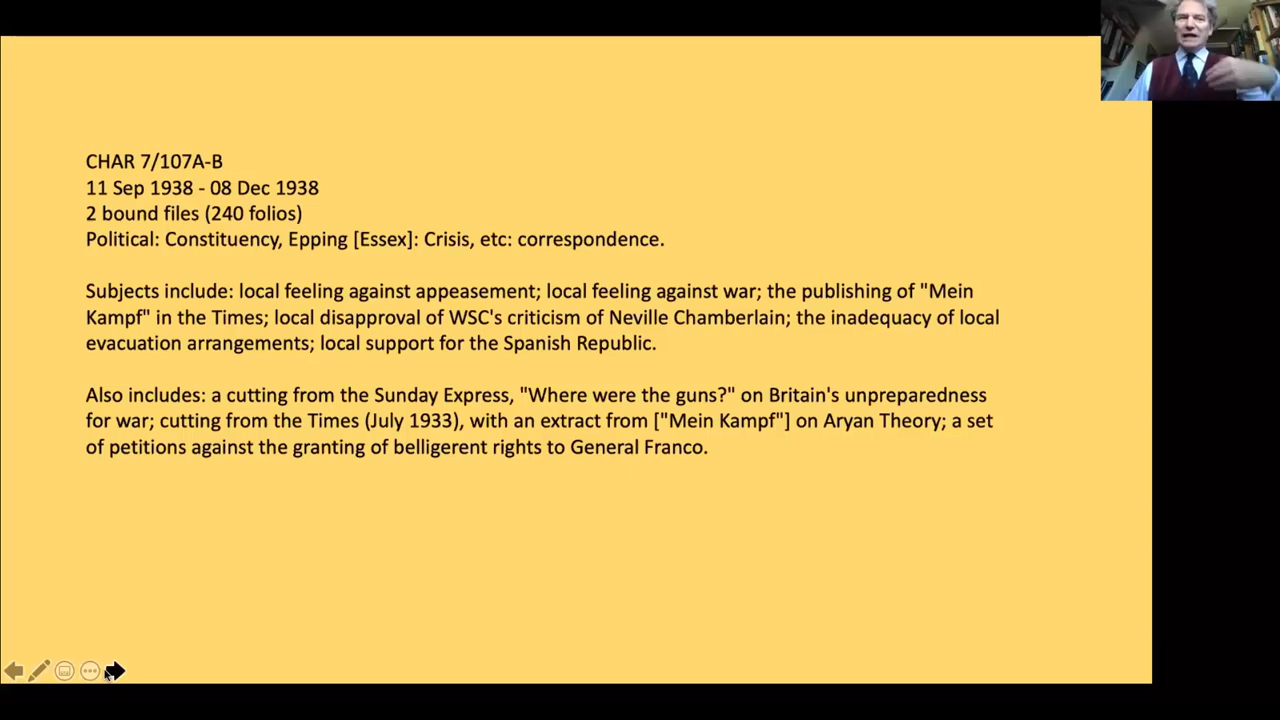 CHAR 7/107A-B
11 Sep 1938 - 08 Dec 1938
2 bound files (240 folios)
Political: Constituency, Epping [Essex]: Crisis, etc: correspondence.
Subjects include: local feeling against appeasement; local feeling against war; the publishing of "Mein
Kampf" in the Times; local disapproval of WSC's criticism of Neville Chamberlain; the inadequacy of local
evacuation arrangements; local support for the Spanish Republic.
Also includes: a cutting from the Sunday Express, "Where were the guns?" on Britain's unpreparedness
for war; cutting from the Times (July 1933), with an extract from ["Mein Kampf"] on Aryan Theory; a set
of petitions against the granting of belligerent rights to General Franco.